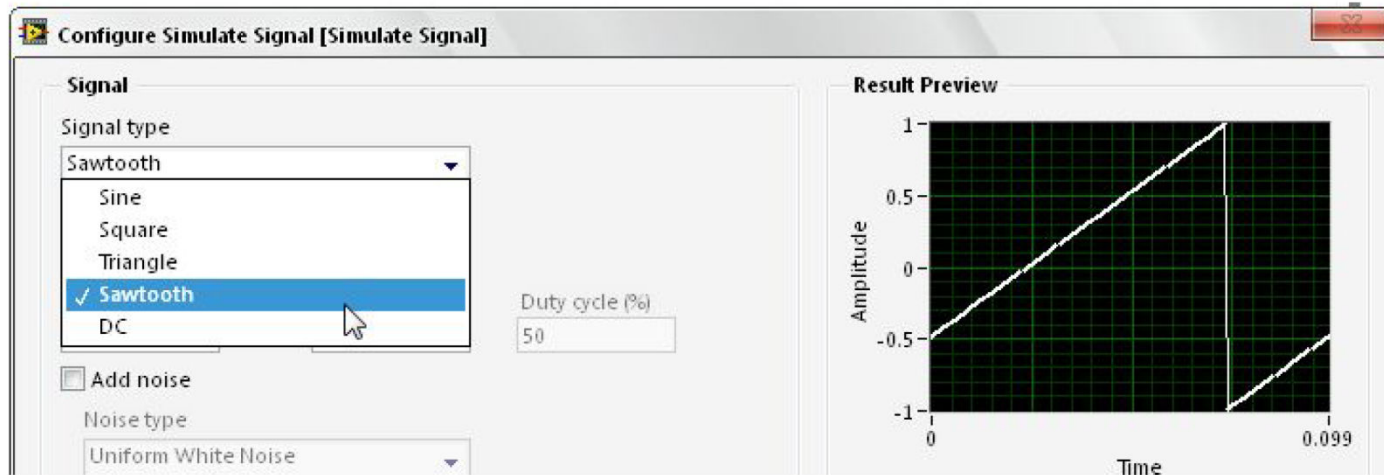 Configure Simulate Signal [Simulate Signal]
Signal
Signal type
Sawtooth
Sine
Square
Triangle
Sawtooth
DC
Duty cycle (%)
50
Add noise
Noise type
Uniform White Noise
Result Preview
1
0.5
0
-0.5
-1
Amplitude
0 0.099
Time